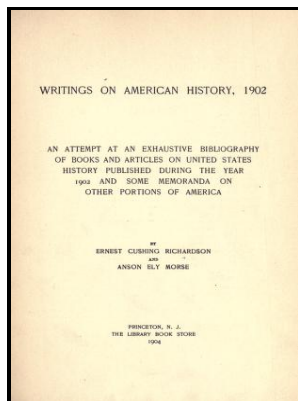 WRITINGS ON AMERICAN HISTORY, 1902
AN ATTEMPT AT AN EXHAUSTIVE BIBLIOGRAPHY
OF BOOKS AND ARTICLES ON UNITED STATES
HISTORY PUBLISHED DURING THE YEAR
1902 AND SOME MEMORANDA ON
OTHER PORTIONS OF AMERICA
BY
ERNEST CUSHING RICHARDSON
AND
ANSON ELY MORSE
PRINCETON, N. J.
THE LIBRARY BOOK STORE
1904